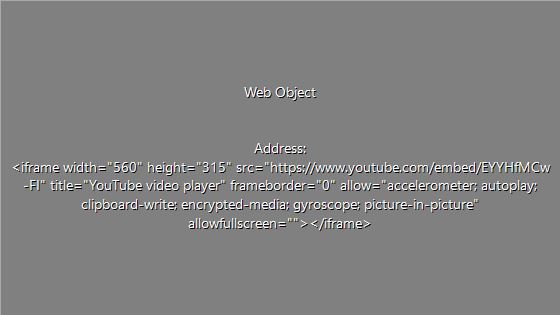 Web Object
Address:
<iframe width="560" height="315" src="https://www.youtube.com/embed/EYYHfMCw
-FI" title="YouTube video player" frameborder="0" allow="accelerometer; autoplay;
clipboard-write; encrypted-media; gyroscope; picture-in-picture"
allowfullscreen=""></iframe>